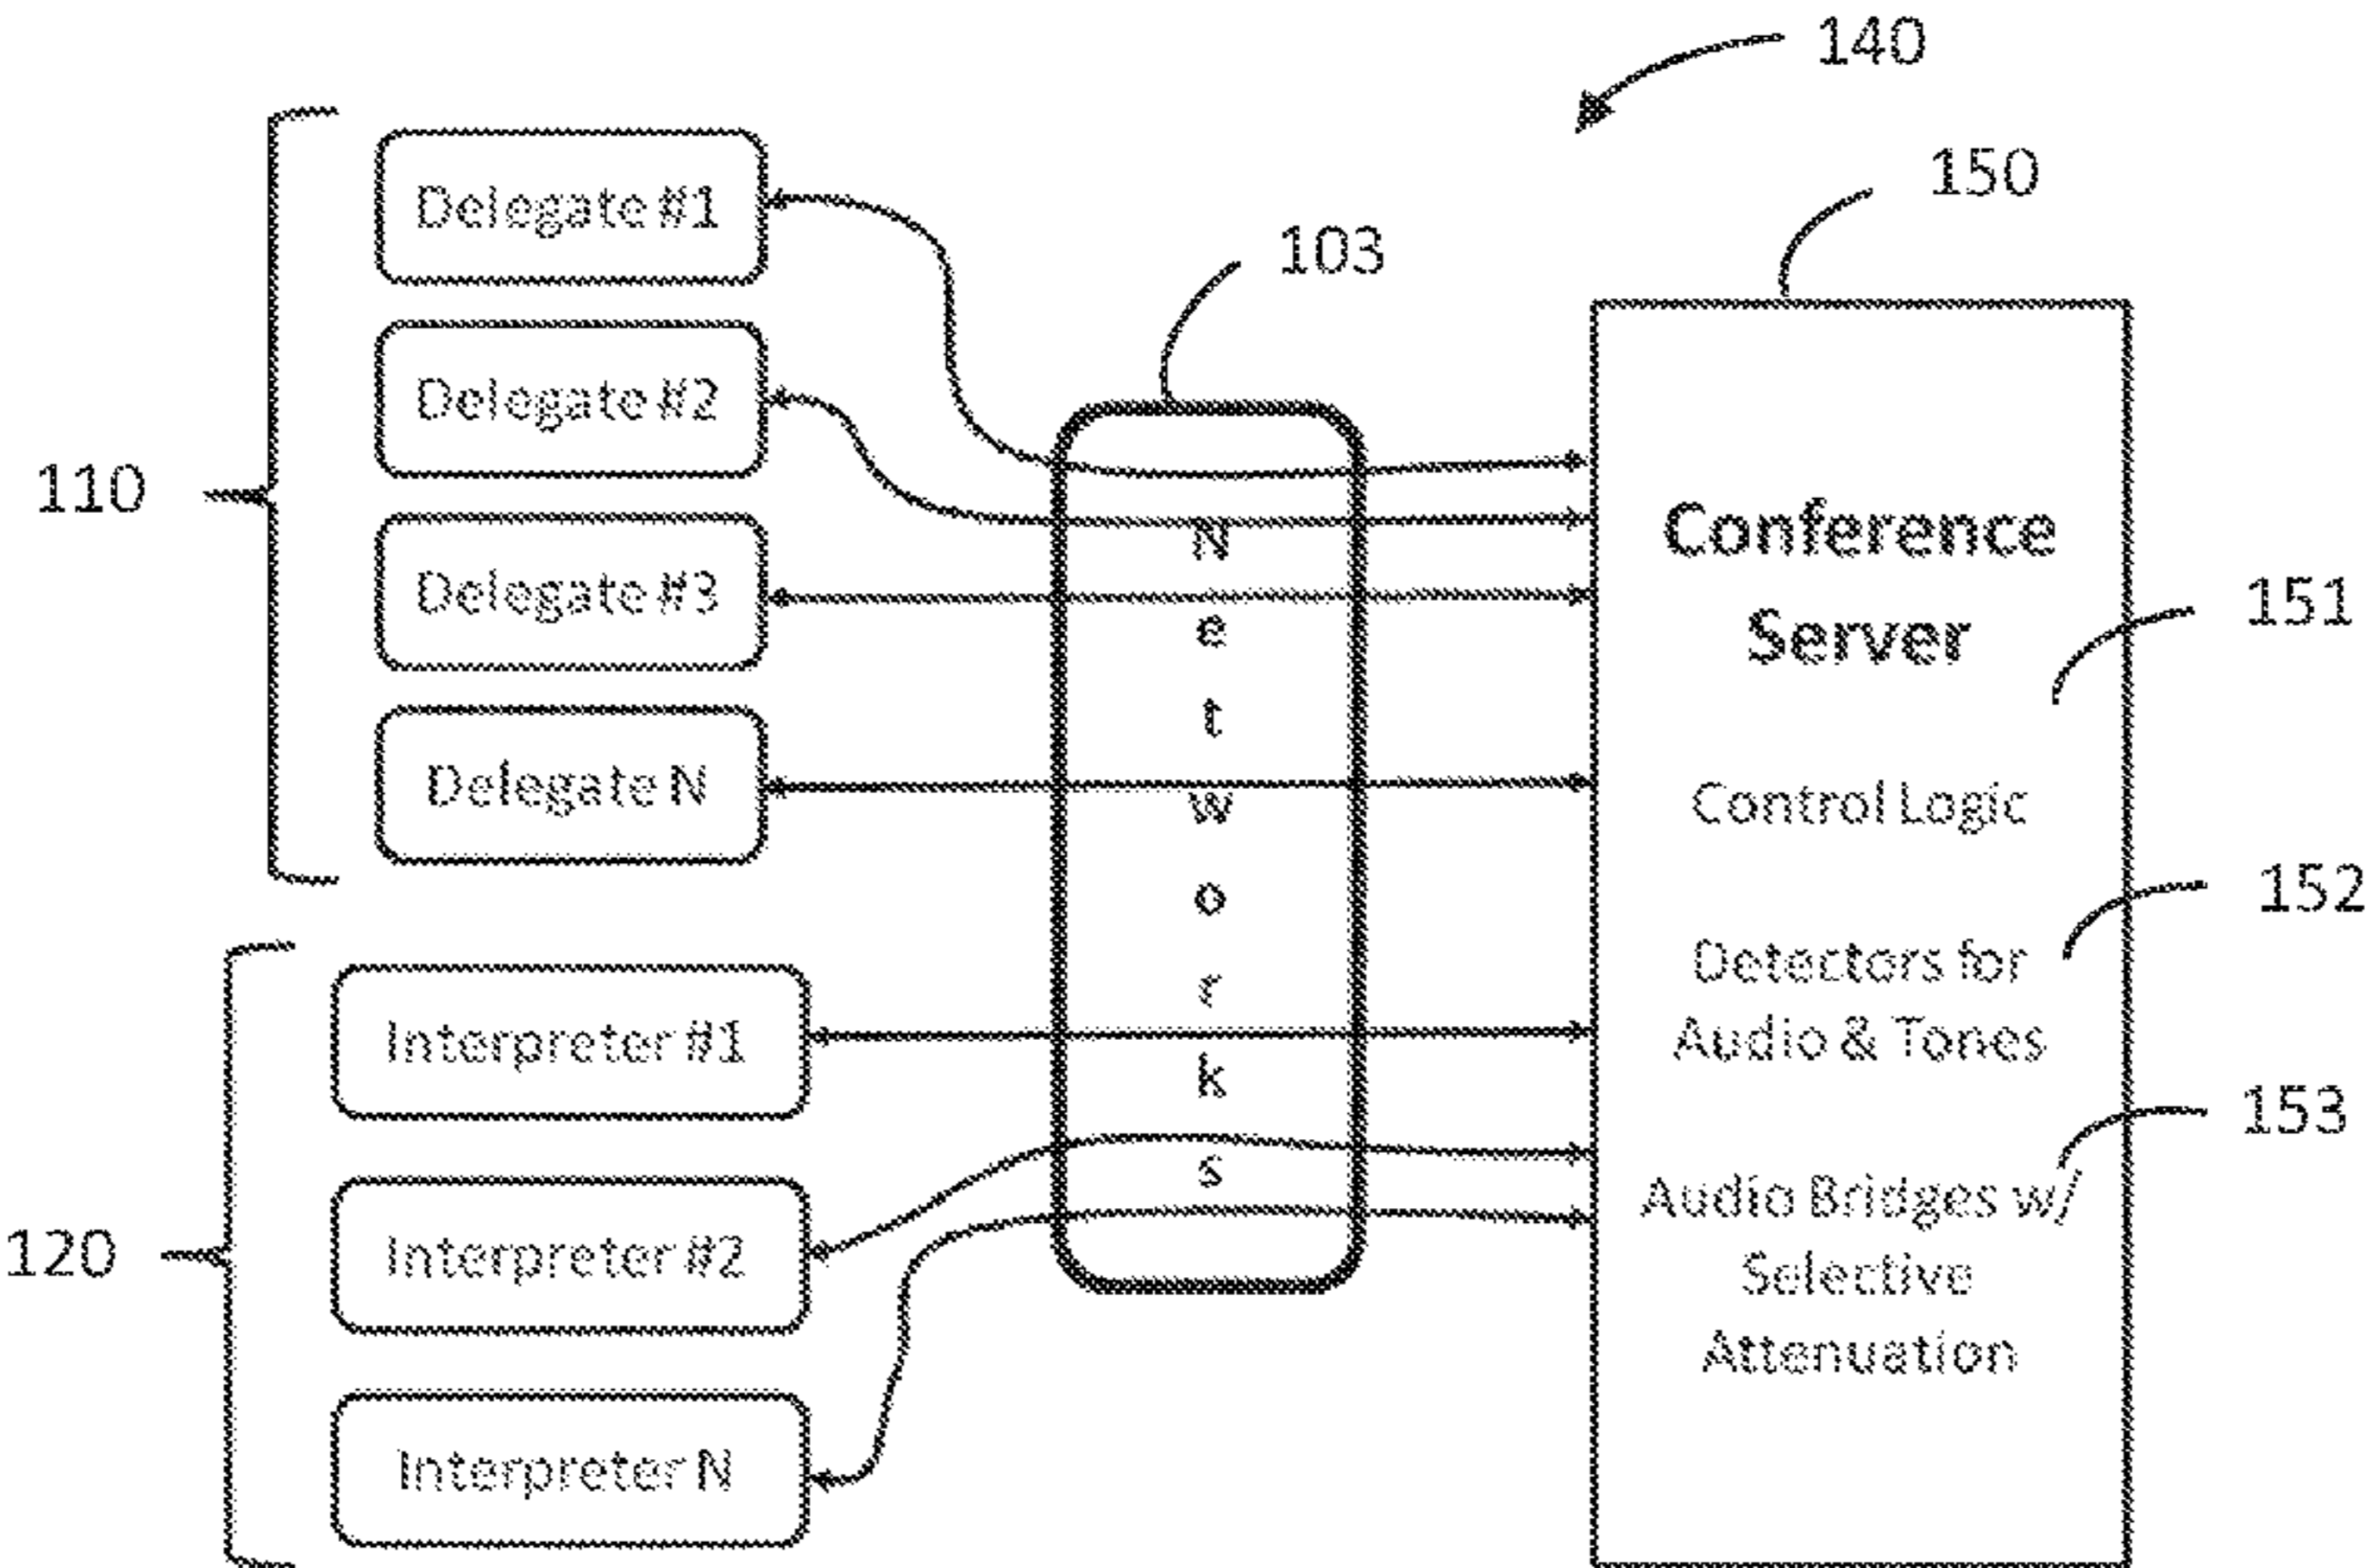 140
150
103
110
Delegate #1
Delegate #2
Delegate #3
Delegate N
120
Interpreter #1
Interpreter #2
Interpreter N
Networks
Conference
Server
151
Control Logic
152
Detectors for
Audio & Tones
153
Audio Bridges w/
Selective
Attenuation